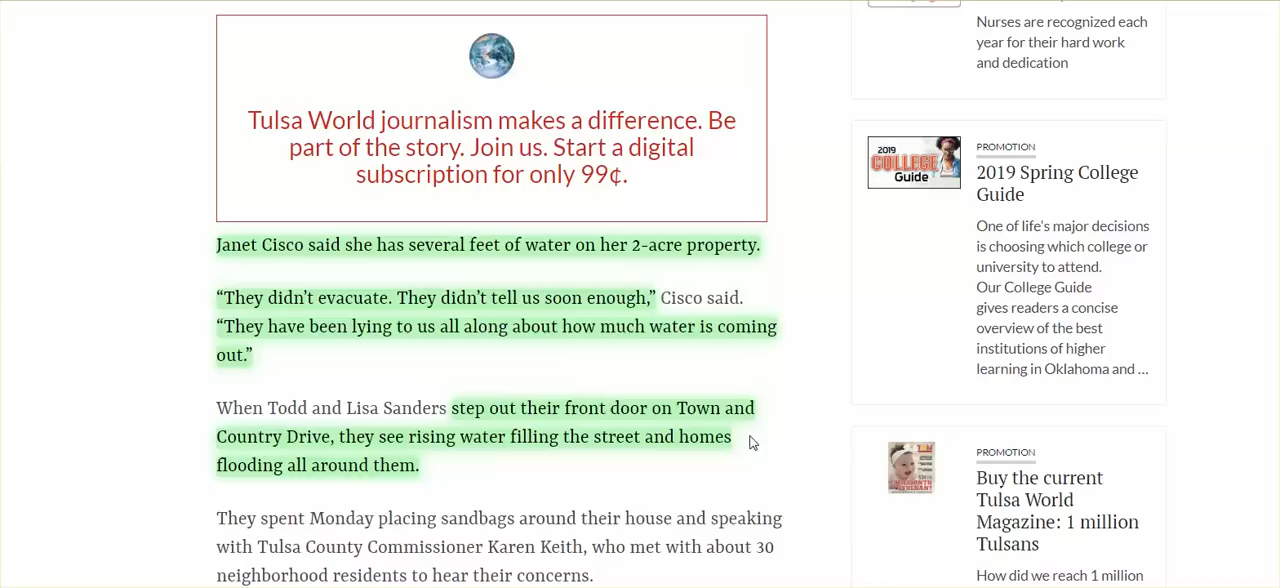 Tulsa World journalism makes a difference. Be
part of the story. Join us. Start a digital
subscription for only 99¢.
Janet Cisco said she has several feet of water on her 2-acre property.
“They didn’t evacuate. They didn’t tell us soon enough,” Cisco said.
“They have been lying to us all along about how much water is coming
out.”
When Todd and Lisa Sanders step out their front door on Town and
Country Drive, they see rising water filling the street and homes
flooding all around them.
They spent Monday placing sandbags around their house and speaking
with Tulsa County Commissioner Karen Keith, who met with about 30
neighborhood residents to hear their concerns.
Nurses are recognized each
year for their hard work
and dedication
2019
COLLEGE
Guide
PROMOTION
2019 Spring College
Guide
One of life's major decisions
is choosing which college or
university to attend.
Our College Guide
gives readers a concise
overview of the best
institutions of higher
learning in Oklahoma and ...
PROMOTION
Buy the current
Tulsa World
Magazine: 1 million
Tulsans
How did we reach 1 million